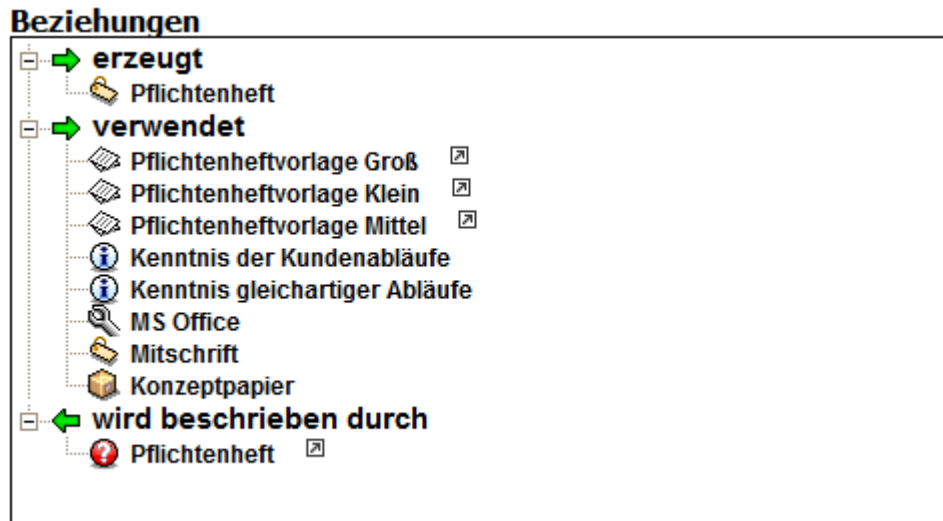 Beziehungen
erzeugt
Pflichtenheft
verwendet
Pflichtenheftvorlage Groß
Pflichtenheftvorlage Klein
Pflichtenheftvorlage Mittel
Kenntnis der Kundenabläufe
Kenntnis gleichartiger Abläufe
MS Office
Mitschrift
Konzeptpapier
wird beschrieben durch
Pflichtenheft